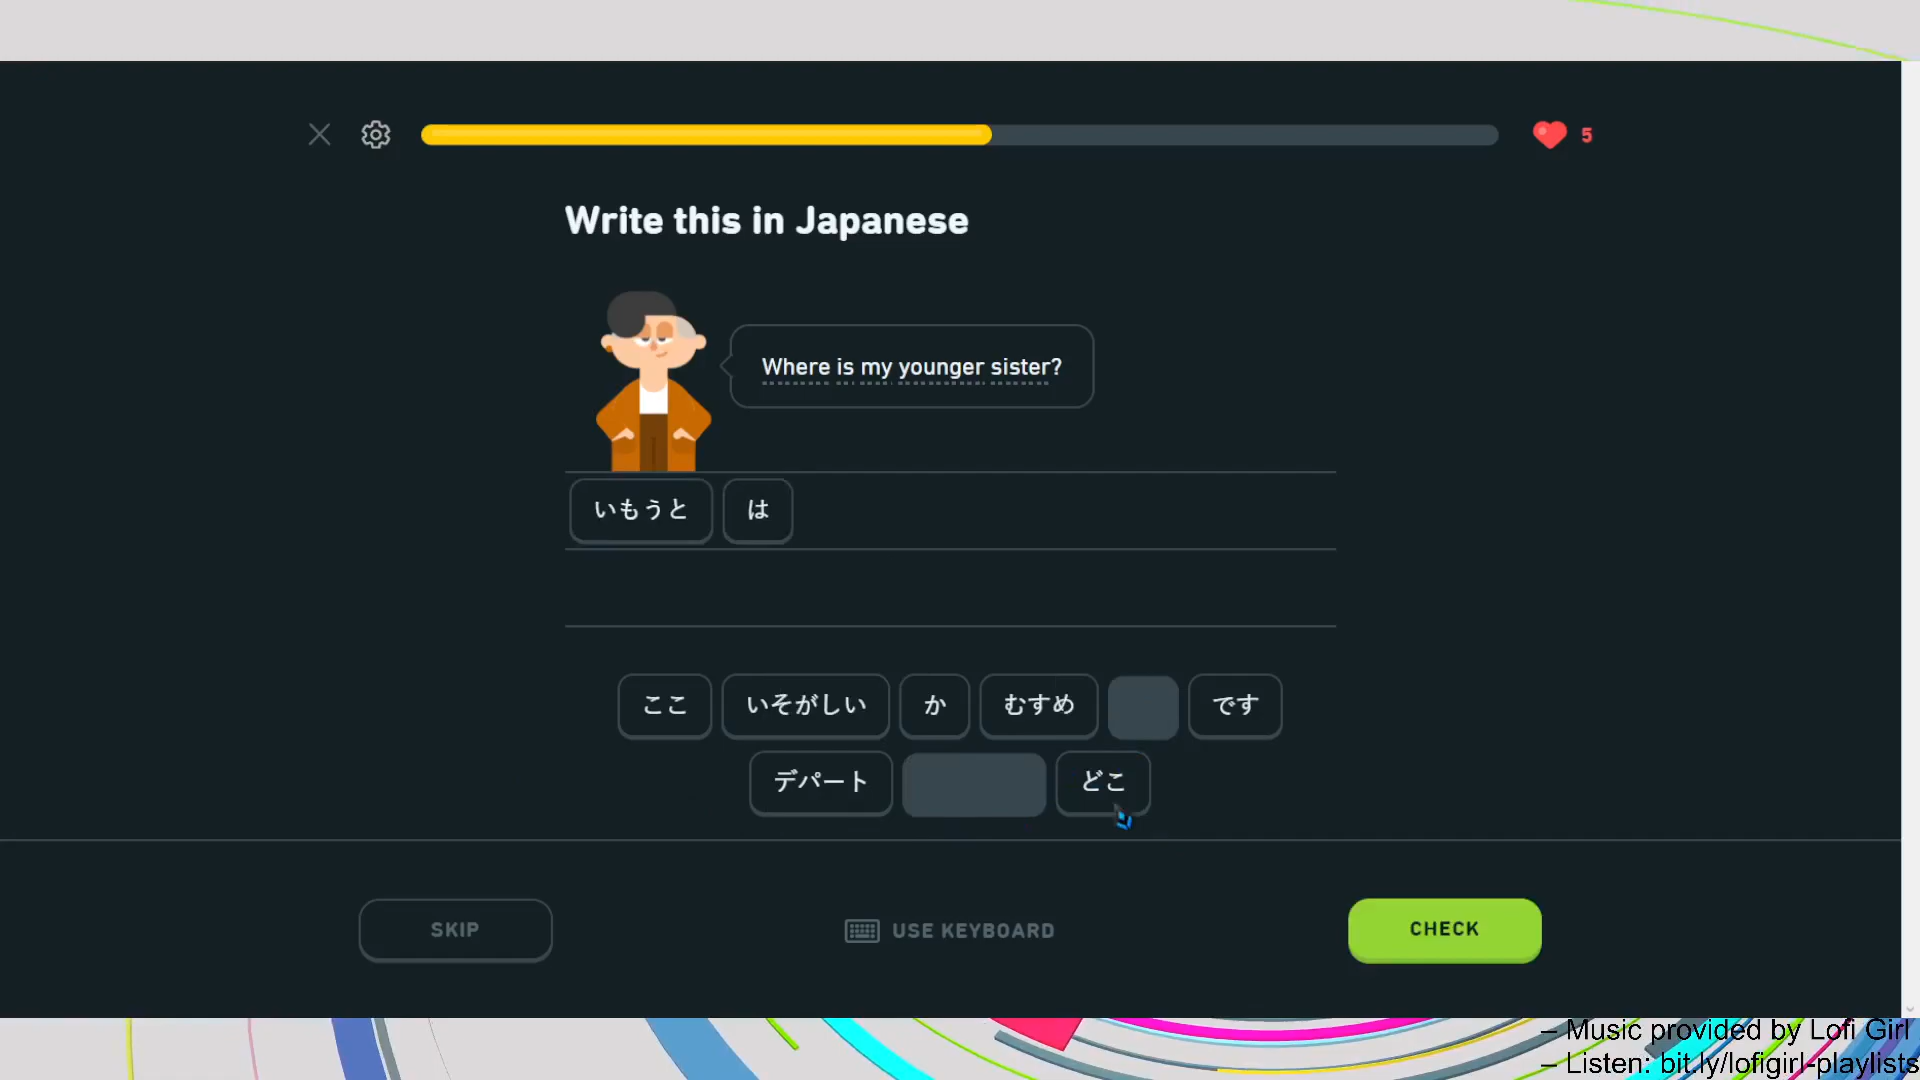 5
Write this in Japanese
Where is my younger sister?
いもうと は
ここ いそがしい か むすめ です
デパート どこ
SKIP USE KEYBOARD CHECK
– Music provided by Lofi Girl
– Listen: bit.ly/lofigirl-playlists